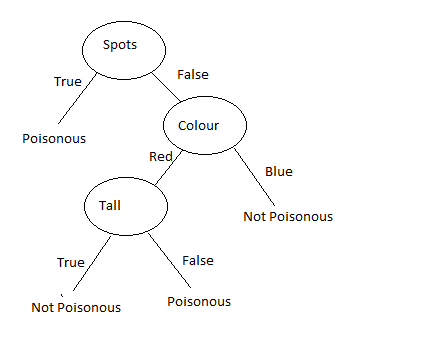 Spots
True
False
Poisonous
Colour
Red
Blue
Tall
Not Poisonous
True
False
Not Poisonous
Poisonous